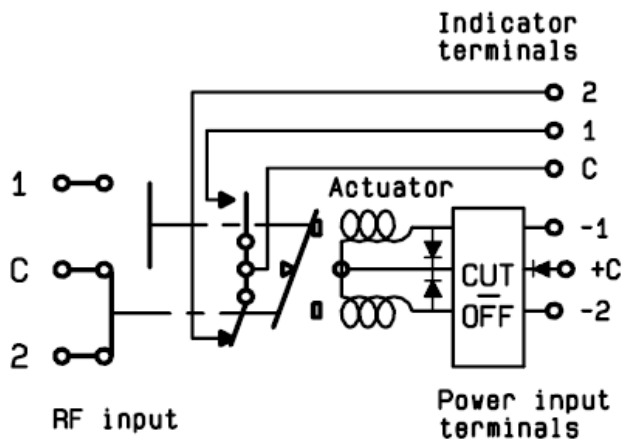 Indicator
terminals
2
1
C
Actuator
1
C
2
-1
+C
-2
CUT
OFF
RF input
Power input
terminals